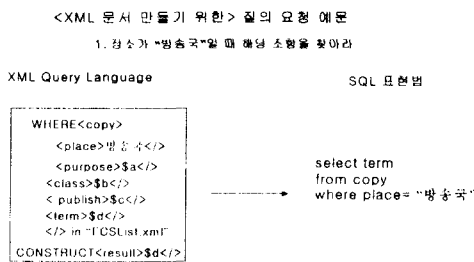 <XML 문서 만들기 위한> 질의 요청 예문
1. 장소가 "방송국"일 때 해당 조항을 찾아라
XML Query Language
SQL 표현법
WHERE<copy>
<place>방송국</>
<purpose>$a</>
<class>$b</>
< publish>$c</>
<term>$d</>
</> in "FCSList.xml"
CONSTRUCT<result>$d</>
select term
from copy
where place= "방송국"